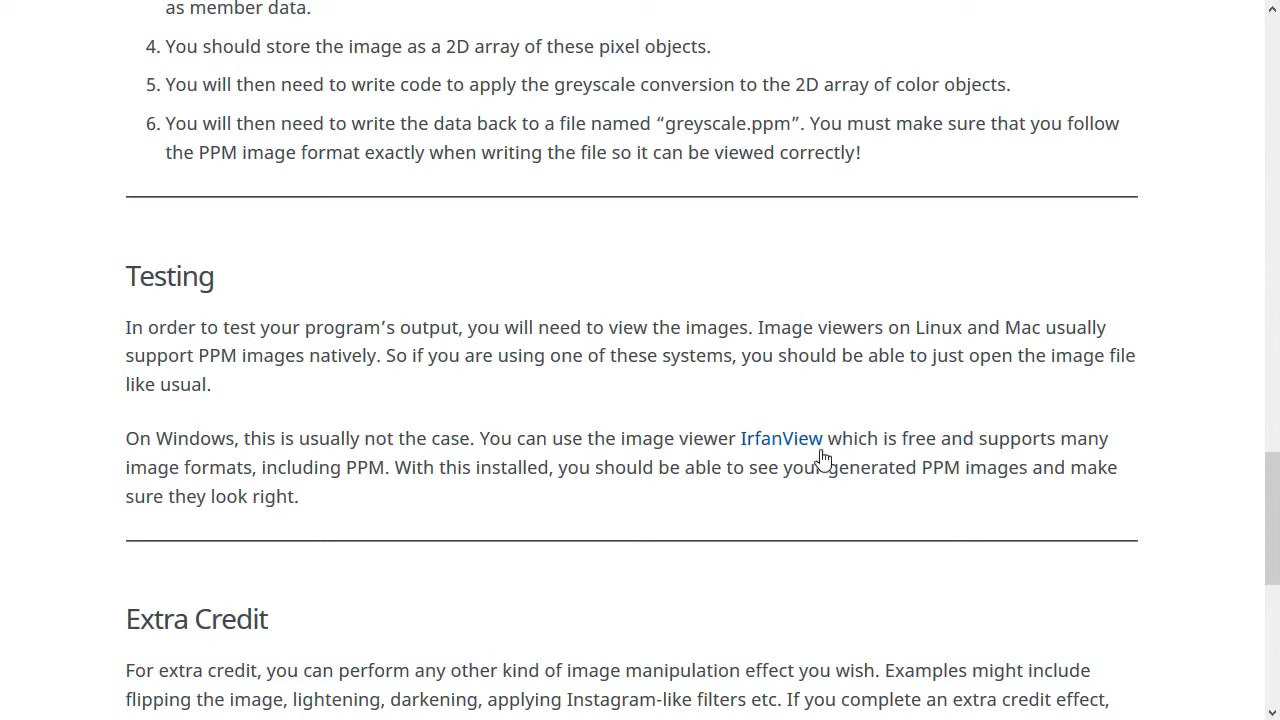 as member data.
4. You should store the image as a 2D array of these pixel objects.
5. You will then need to write code to apply the greyscale conversion to the 2D array of color objects.
6. You will then need to write the data back to a file named “greyscale.ppm”. You must make sure that you follow
the PPM image format exactly when writing the file so it can be viewed correctly!
Testing
In order to test your program’s output, you will need to view the images. Image viewers on Linux and Mac usually
support PPM images natively. So if you are using one of these systems, you should be able to just open the image file
like usual.
On Windows, this is usually not the case. You can use the image viewer IrfanView which is free and supports many
image formats, including PPM. With this installed, you should be able to see your generated PPM images and make
sure they look right.
Extra Credit
For extra credit, you can perform any other kind of image manipulation effect you wish. Examples might include
flipping the image, lightening, darkening, applying Instagram-like filters etc. If you complete an extra credit effect,